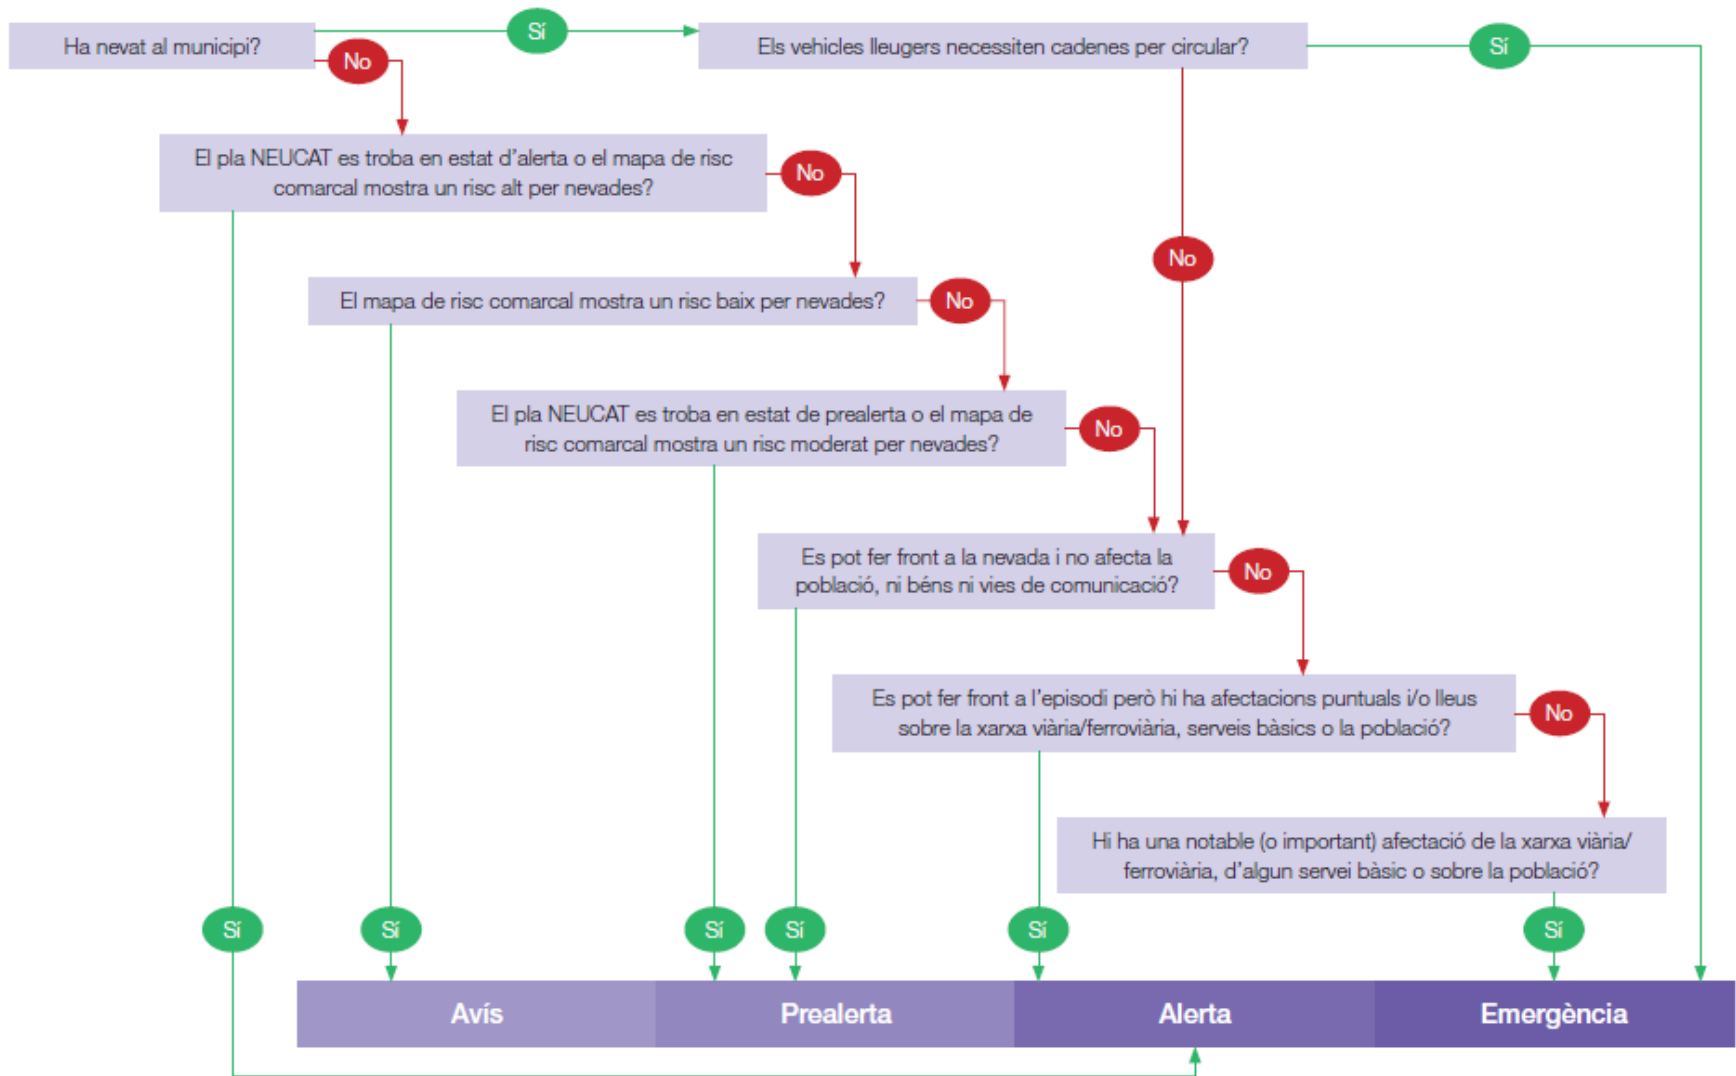 Ha nevat al municipi?
Sí
Els vehicles lleugers necessiten cadenes per circular?
Sí
No
El pla NEUCAT es troba en estat d'alerta o el mapa de risc
comarcal mostra un risc alt per nevades?
No
No
El mapa de risc comarcal mostra un risc baix per nevades?
No
El pla NEUCAT es troba en estat de prealerta o el mapa de
risc comarcal mostra un risc moderat per nevades?
No
Es pot fer front a la nevada i no afecta la
població, ni béns ni vies de comunicació?
No
Es pot fer front a l'episodi però hi ha afectacions puntuals i/o lleus
sobre la xarxa viària/ferroviària, serveis bàsics o la població?
No
Hi ha una notable (o important) afectació de la xarxa viària/
ferroviària, d'algun servei bàsic o sobre la població?
Sí
Sí
Sí
Sí
Sí
Sí
Avís
Prealerta
Alerta
Emergència